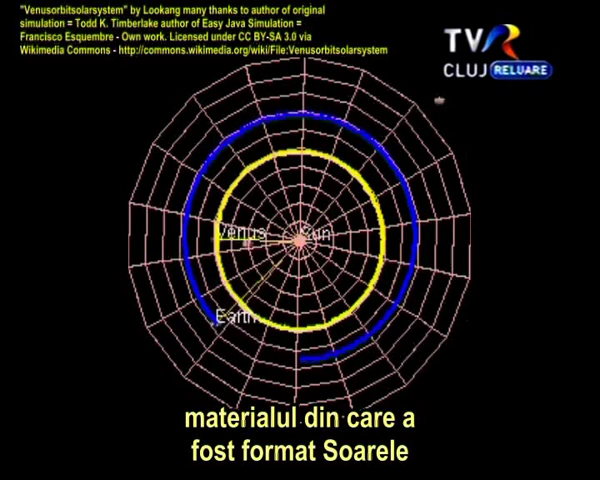 "Venusorbitsolarsystem" by Lookang many thanks to author of original
simulation = Todd K. Timberlake author of Easy Java Simulation =
Francisco Esquembre - Own work. Licensed under CC BY-SA 3.0 via
Wikimedia Commons - http://commons.wikimedia.org/wiki/File:Venusorbitsolarsystem
TVR
CLUJ RELUARE
Venus
Sun
Earth
materialul din care a
fost format Soarele